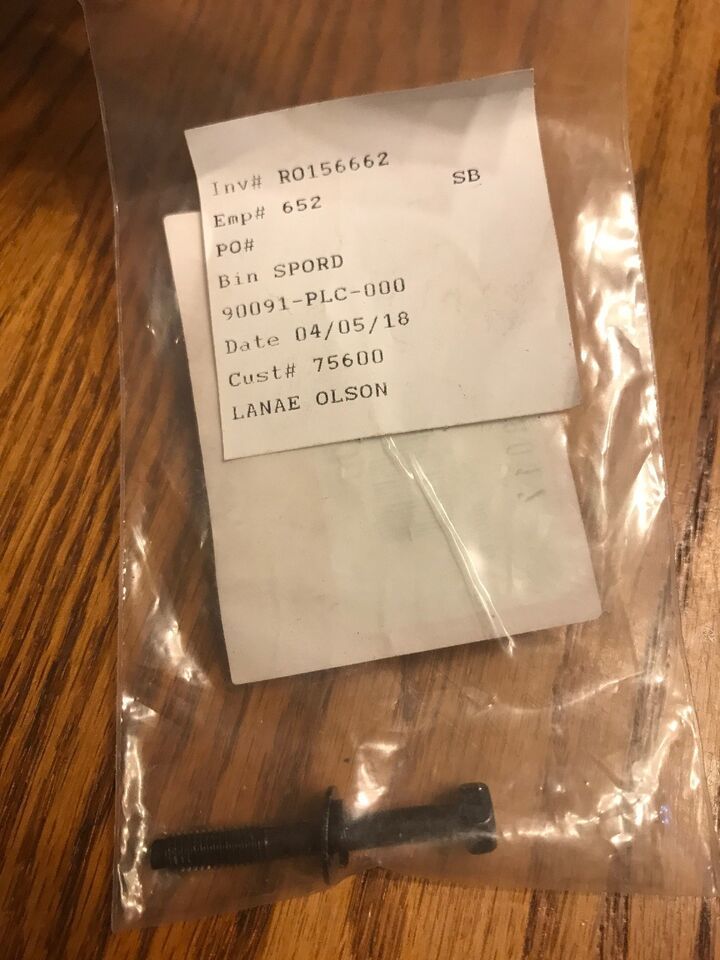 Inv# RO156662
Emp# 652 SB
PO#
Bin SPORD
90091-PLC-000
Date 04/05/18
Cust# 75600
LANAE OLSON